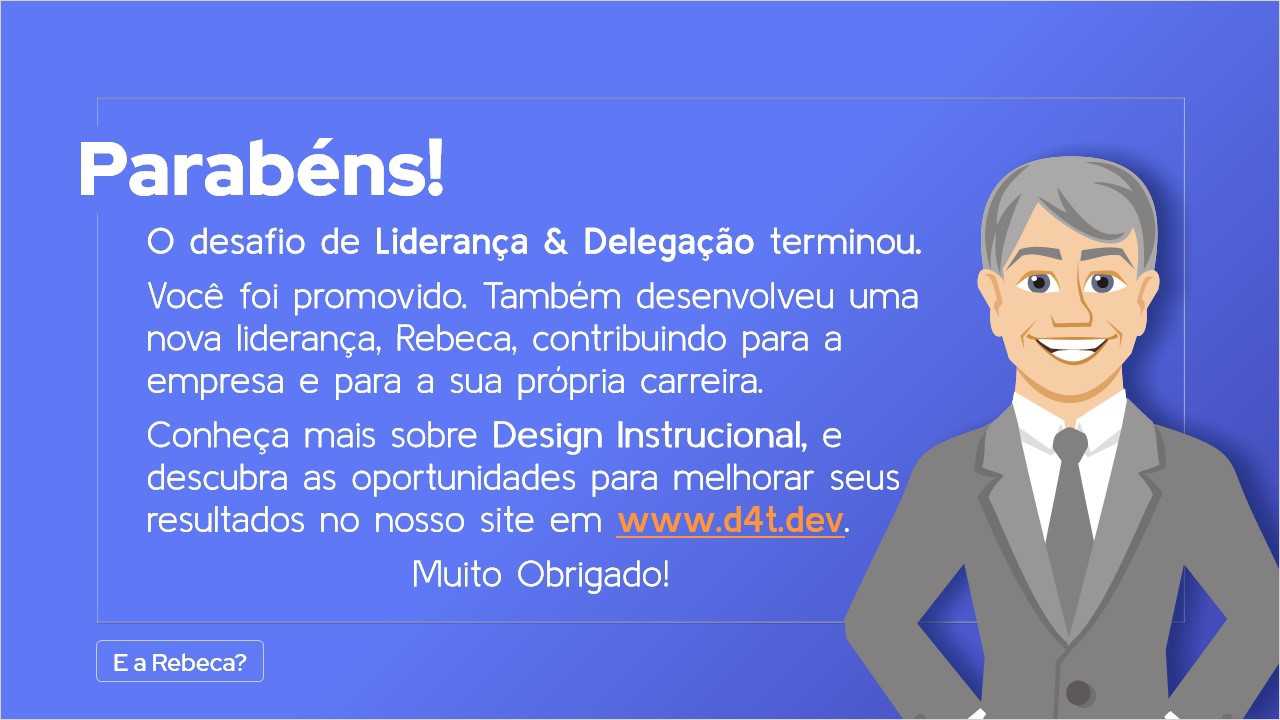 Parabéns!
O desafio de Liderança & Delegação terminou.
Você foi promovido. Também desenvolveu uma
nova liderança, Rebeca, contribuindo para a
empresa e para a sua própria carreira.
Conheça mais sobre Design Instrucional, e
descubra as oportunidades para melhorar seus
resultados no nosso site em www.d4t.dev.
Muito Obrigado!
E a Rebeca?